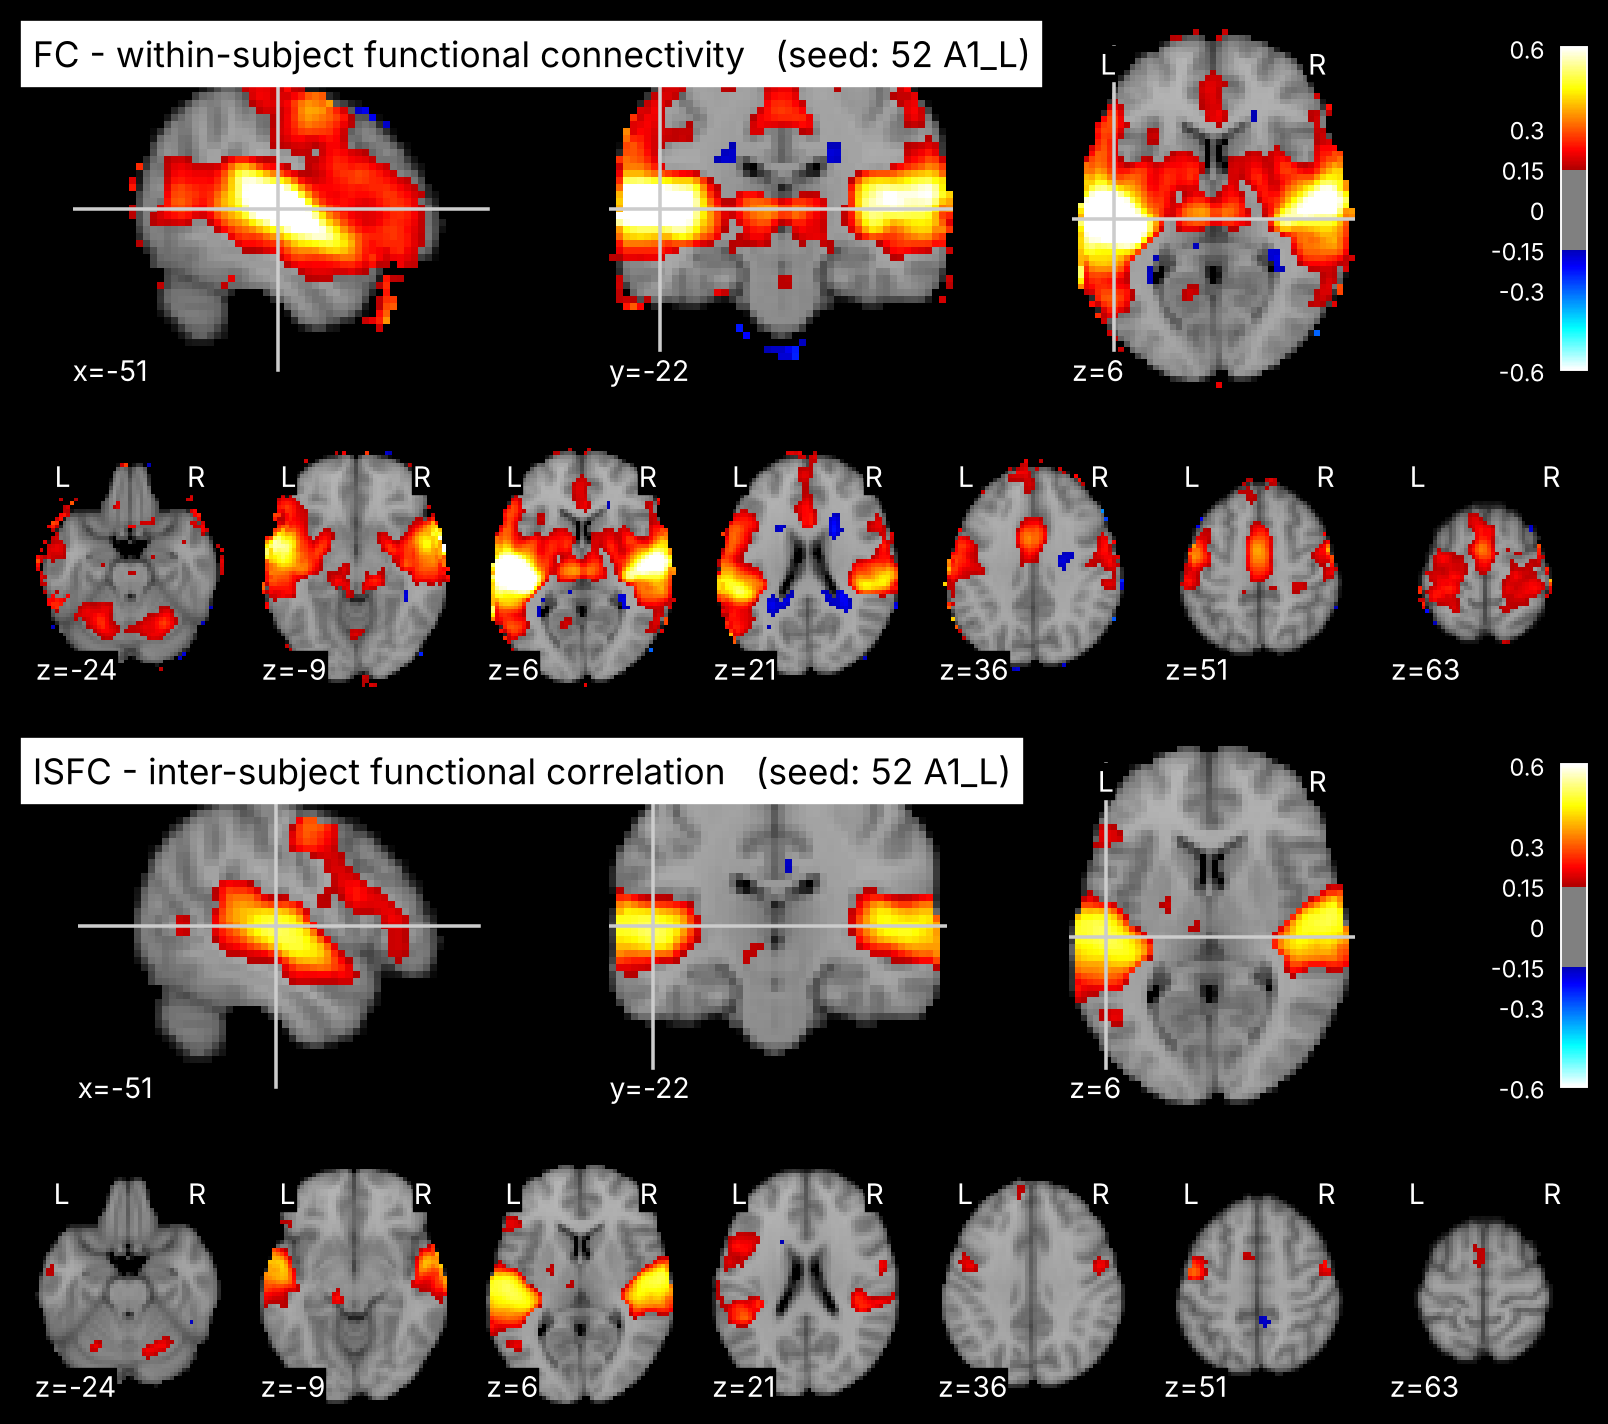 FC - within-subject functional connectivity (seed: 52 A1_L)
L R
0.6
0.3
0.15
0
-0.15
-0.3
-0.6
x=-51 y=-22 z=6
L R L R L R L R L R L R L R
z=-24 z=-9 z=6 z=21 z=36 z=51 z=63
ISFC - inter-subject functional correlation (seed: 52 A1_L)
L R
0.6
0.3
0.15
0
-0.15
-0.3
-0.6
x=-51 y=-22 z=6
L R L R L R L R L R L R L R
z=-24 z=-9 z=6 z=21 z=36 z=51 z=63